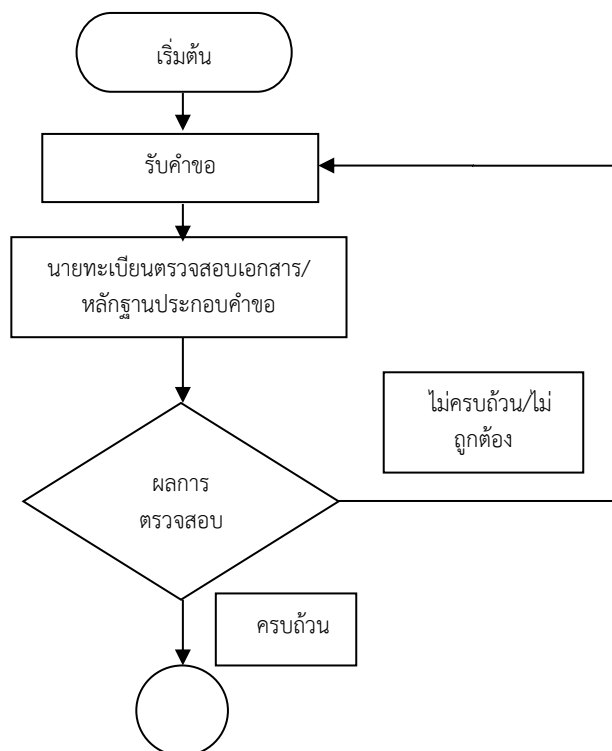 เริ่มต้น
รับคำขอ
นายทะเบียนตรวจสอบเอกสาร/
หลักฐานประกอบคำขอ
ไม่ครบถ้วน/ไม่
ถูกต้อง
ผลการ
ตรวจสอบ
ครบถ้วน